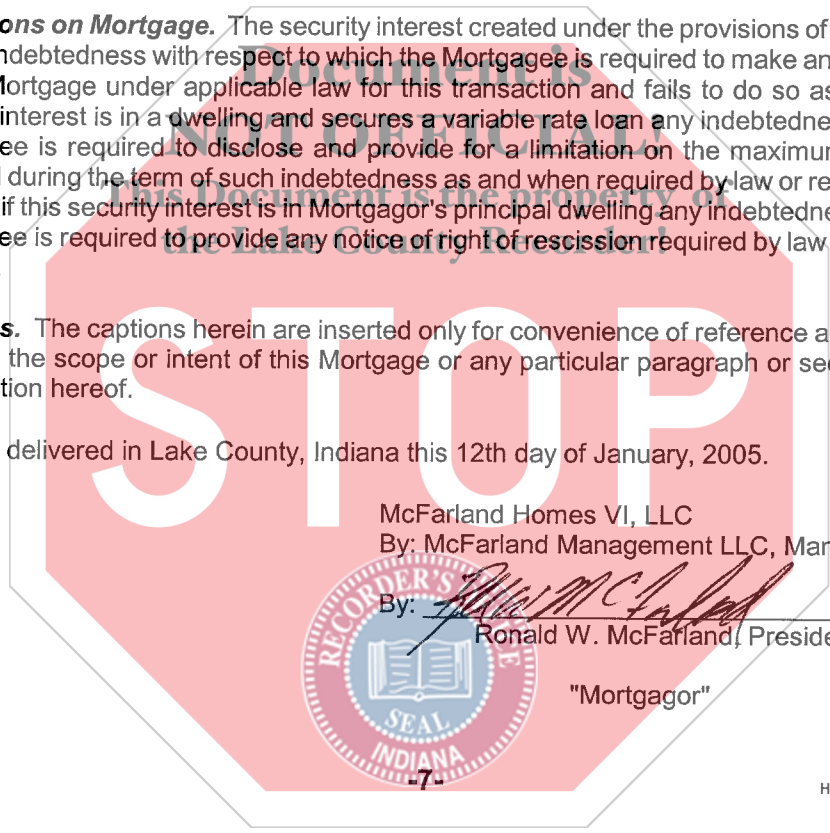 ons on Mortgage. The security interest created under the provisions of
ndebtedness with respect to which the Mortgagee is required to make an
Mortgage under applicable law for this transaction and fails to do so as
interest is in a dwelling and secures a variable rate loan any indebtedne
ee is required to disclose and provide for a limitation on the maximu
during the term of such indebtedness as and when required by law or re
if this security interest is in Mortgagor's principal dwelling any indebtedne
ee is required to provide any notice of right of rescission required by law
Document is
NOT OFFICIAL!
This Document is the property of
the Lake County Recorder!
s. The captions herein are inserted only for convenience of reference a
the scope or intent of this Mortgage or any particular paragraph or se
tion hereof.
STOP
delivered in Lake County, Indiana this 12th day of January, 2005.
McFarland Homes VI, LLC
By: McFarland Management LLC, Man
By:
Ronald W. McFarland, Preside
"Mortgagor"
RECORDER'S OFFICE
SEAL
INDIANA
-7-
H